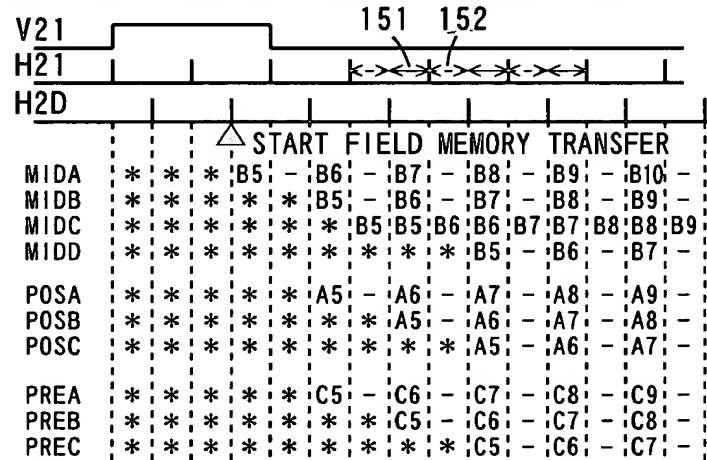 151 152
V21
H21
H2D
START FIELD MEMORY TRANSFER
MIDA * * * B5 - B6 - B7 - B8 - B9 - B10 -
MIDB * * * * * B5 - B6 - B7 - B8 - B9 -
MIDC * * * * * * B5 B5 B6 B6 B7 B7 B8 B8 B9
MIDD * * * * * * * * * B5 - B6 - B7 -
POSA * * * * * A5 - A6 - A7 - A8 - A9 -
POSB * * * * * * * A5 - A6 - A7 - A8 -
POSC * * * * * * * * * A5 - A6 - A7 -
PREA * * * * * C5 - C6 - C7 - C8 - C9 -
PREB * * * * * * * C5 - C6 - C7 - C8 -
PREC * * * * * * * * * C5 - C6 - C7 -